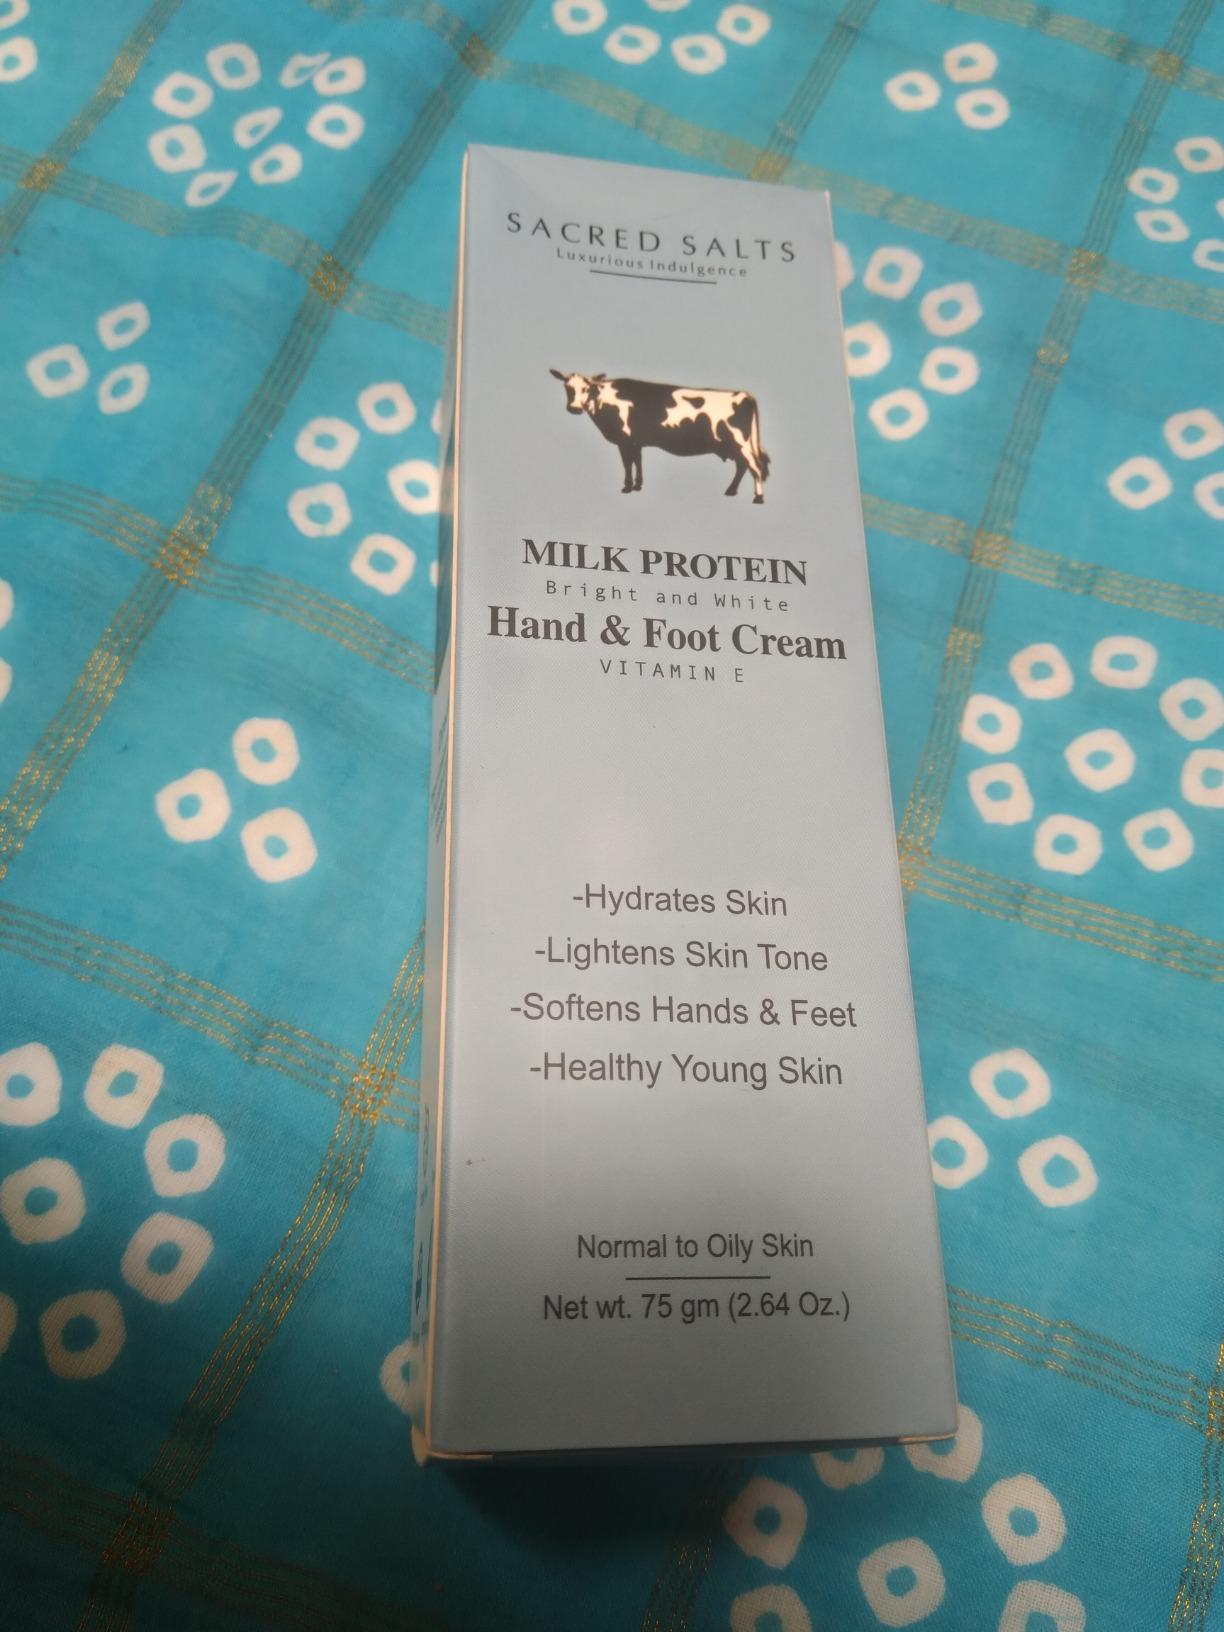 SACRED SALTS
Luxurious Indulgence
MILK PROTEIN
Bright and White
Hand & Foot Cream
VITAMIN E
-Hydrates Skin
-Lightens Skin Tone
-Softens Hands & Feet
-Healthy Young Skin
Normal to Oily Skin
Net wt. 75 gm (2.64 Oz.)